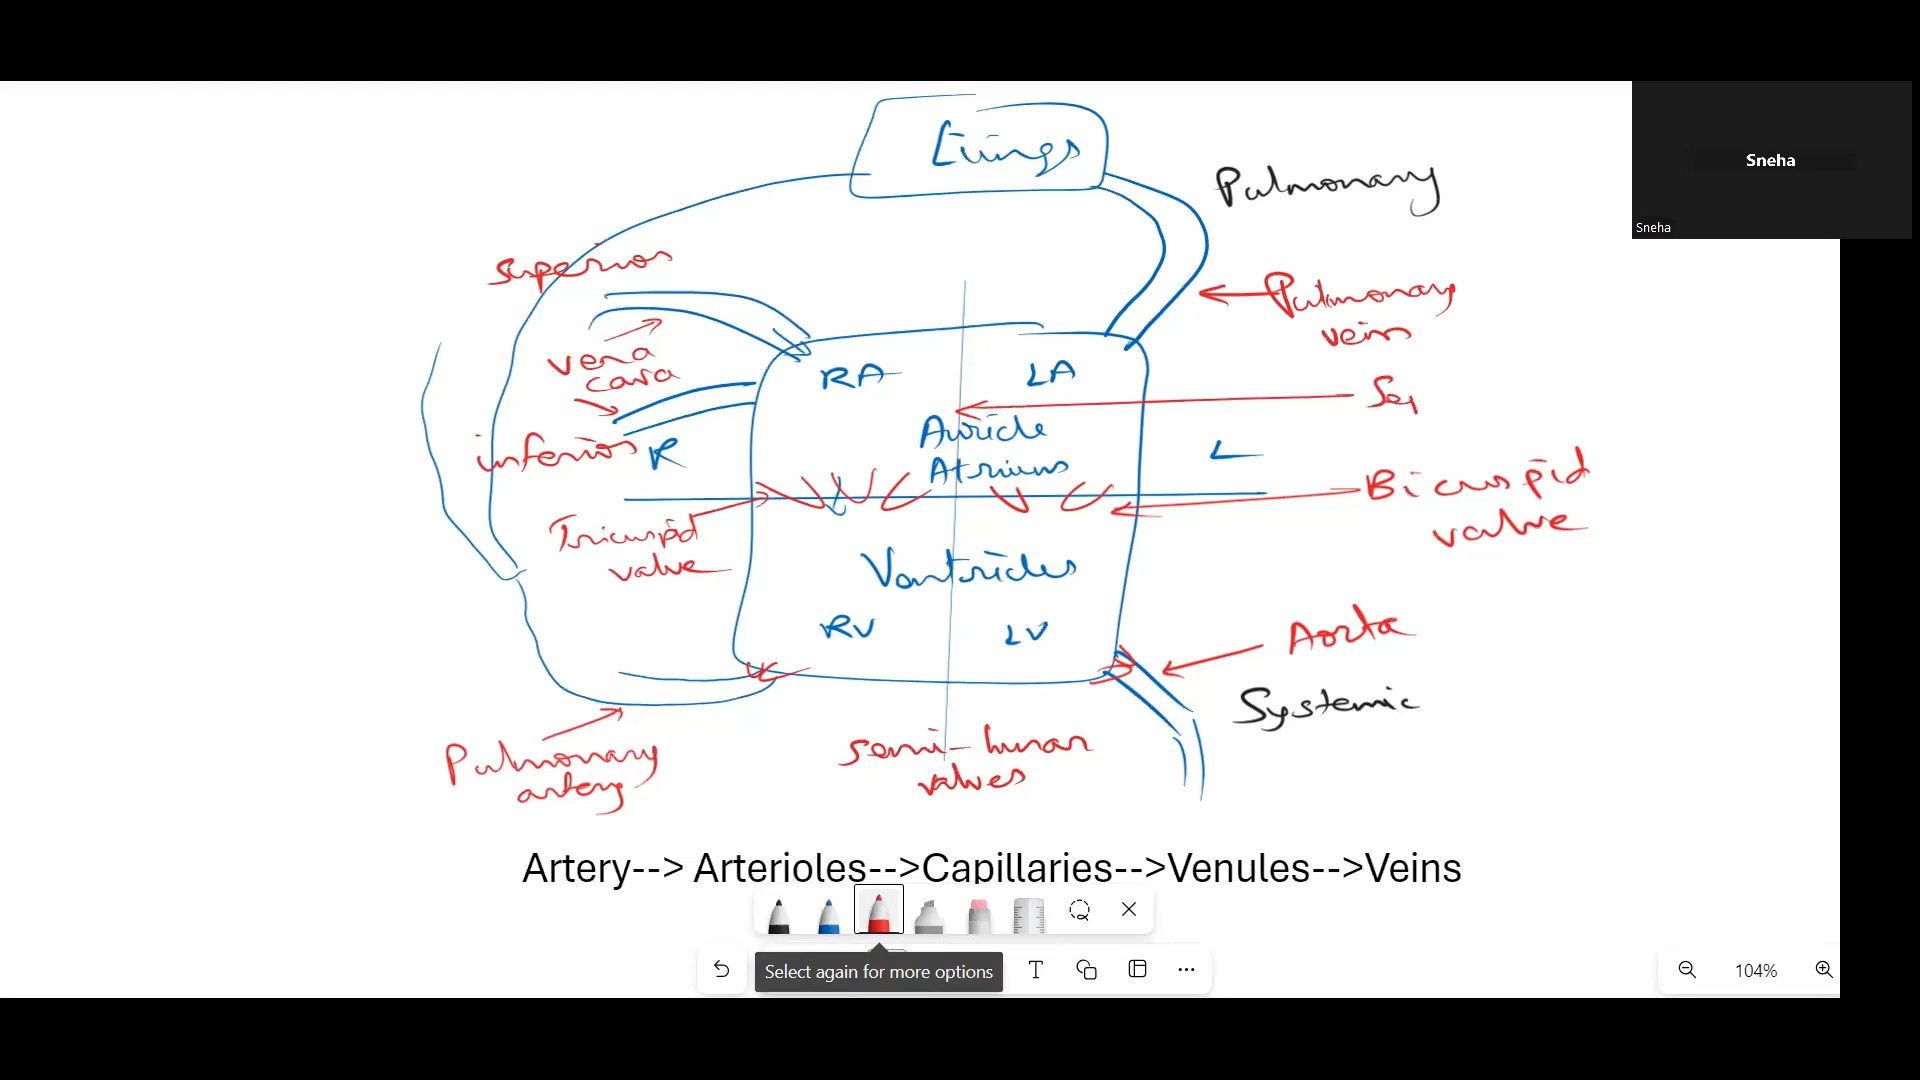 Lungs
Pulmonary
Sneha
Sneha
Superior
Pulmonary
vein
vena
cava
RA
LA
Auricle
Atrium
inferior
R
L
Bicuspid
valve
Tricuspid
valve
Ventricles
RV
LV
Aorta
Systemic
Pulmonary
artery
semi-lunar
valves
Artery--> Arterioles-->Capillaries-->Venules-->Veins
Select again for more options
T
104%